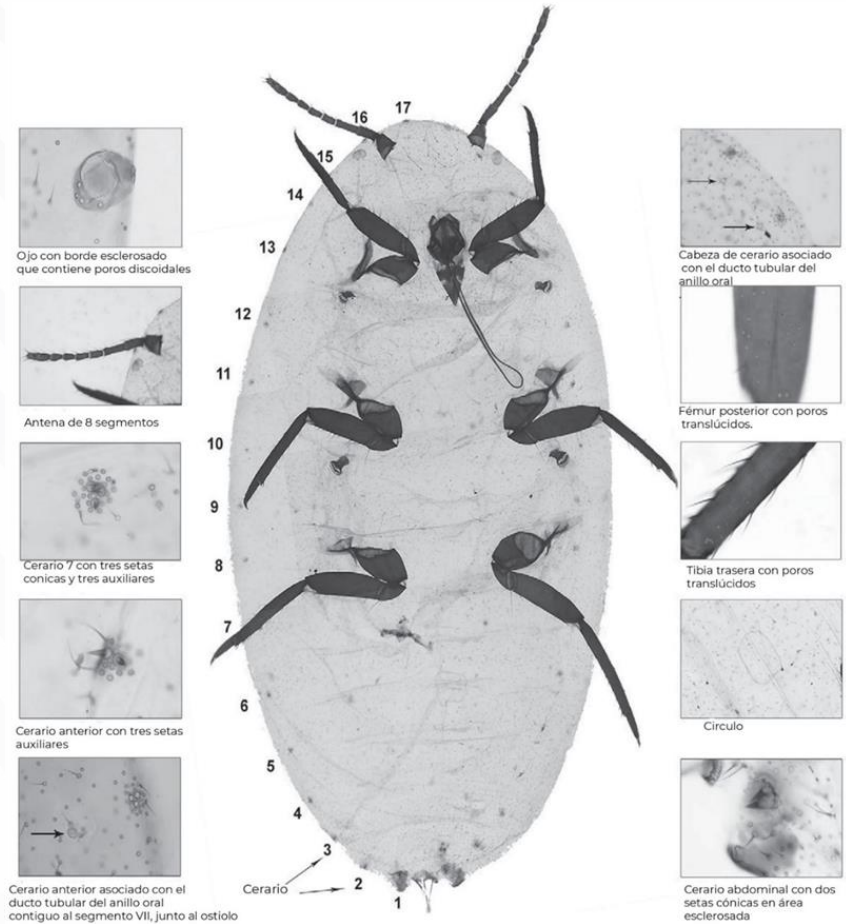 Ojo con borde esclerosado
que contiene poros discoidales
Antena de 8 segmentos
Cerario 7 con tres setas
conicas y tres auxiliares
Cerario anterior con tres setas
auxiliares
Cerario anterior asociado con el
ducto tubular del anillo oral
contiguo al segmento VII, junto al ostiolo
17
16
15
14
13
12
11
10
9
8
7
6
5
4
3
Cerario
2
1
Cabeza de cerario asociado
con el ducto tubular del
anillo oral
Fémur posterior con poros
translúcidos.
Tibia trasera con poros
translúcidos
Circulo
Cerario abdominal con dos
setas cónicas en área
esclerosada